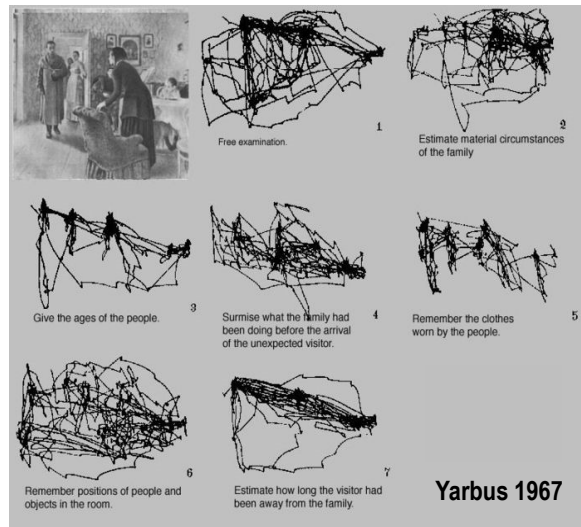 1
Free examination.
2
Estimate material circumstances
of the family
3
Give the ages of the people.
4
Surmise what the family had
been doing before the arrival
of the unexpected visitor.
5
Remember the clothes
worn by the people.
6
Remember positions of people and
objects in the room.
7
Estimate how long the visitor had
been away from the family.
Yarbus 1967